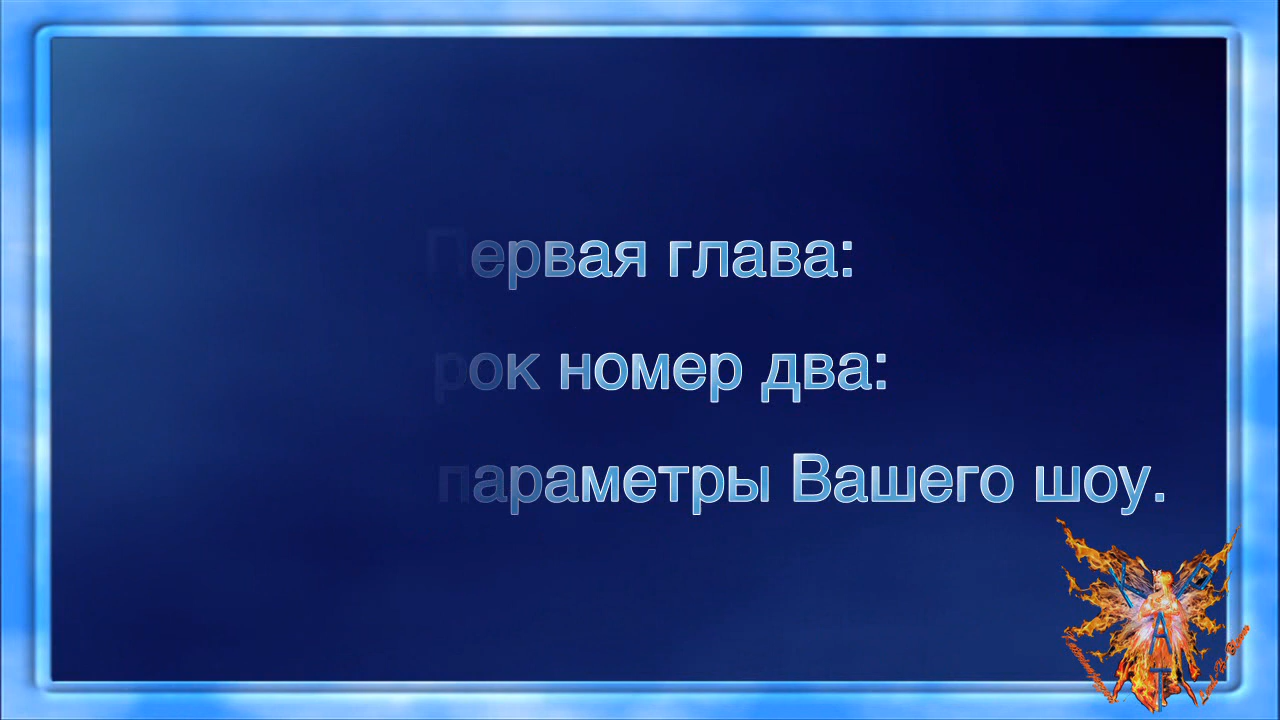 Первая глава:
рок номер два:
параметры Вашего шоу.